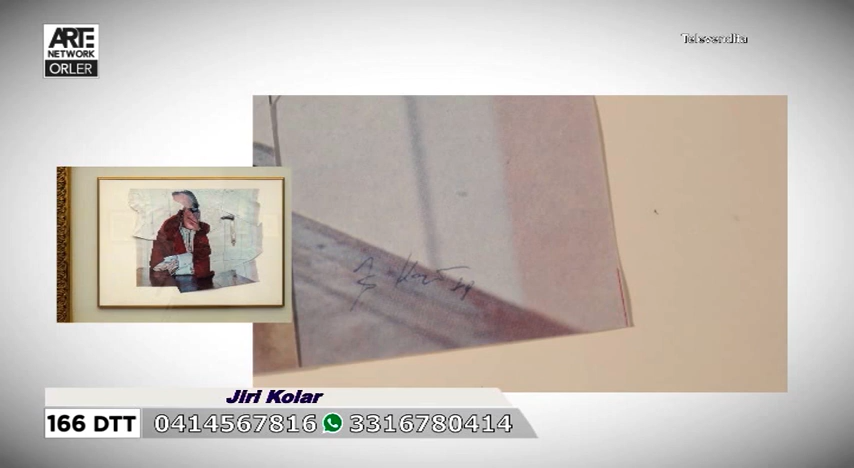 ARTE
NETWORK
ORLER
Televendita
Jiri Kolar
166 DTT
0414567816 3316780414